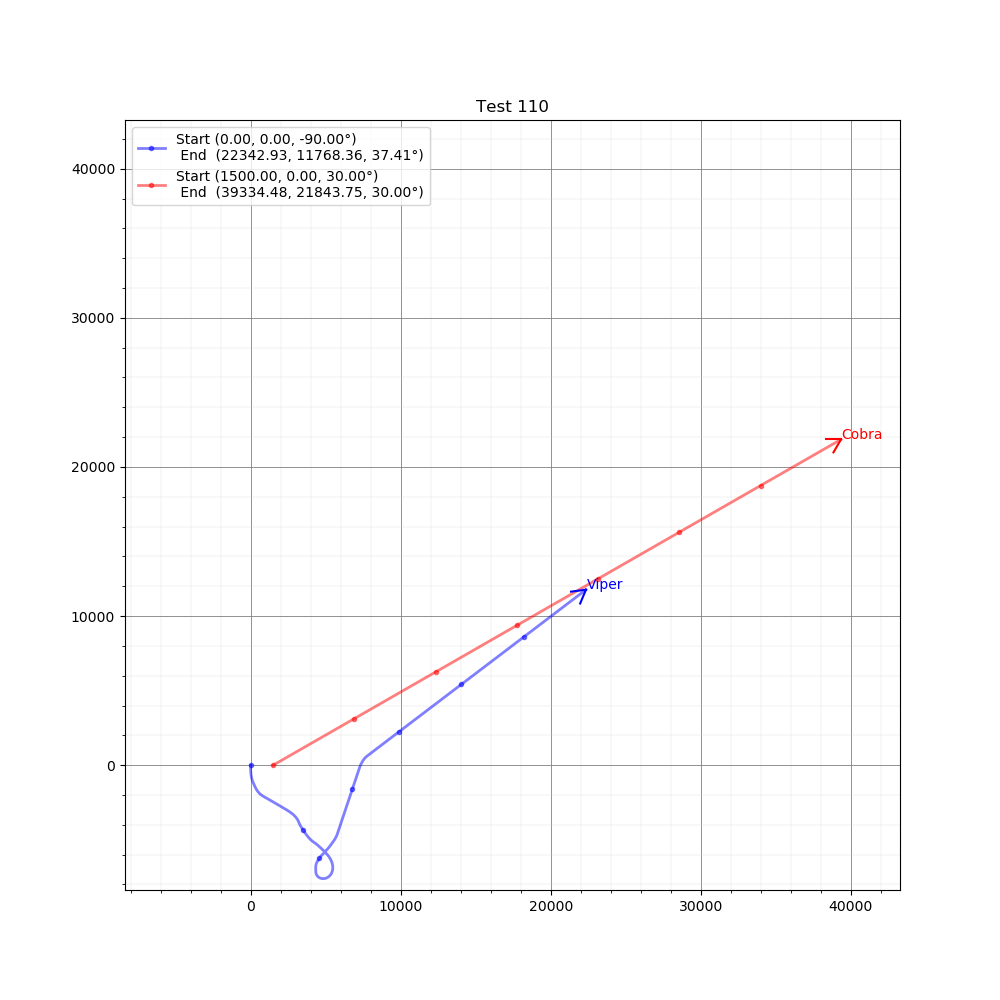 Test 110
Start (0.00, 0.00, -90.00°)
End  (22342.93, 11768.36, 37.41°)
Start (1500.00, 0.00, 30.00°)
End  (39334.48, 21843.75, 30.00°)
40000
30000
20000
10000
0
Cobra
Viper
0
10000
20000
30000
40000